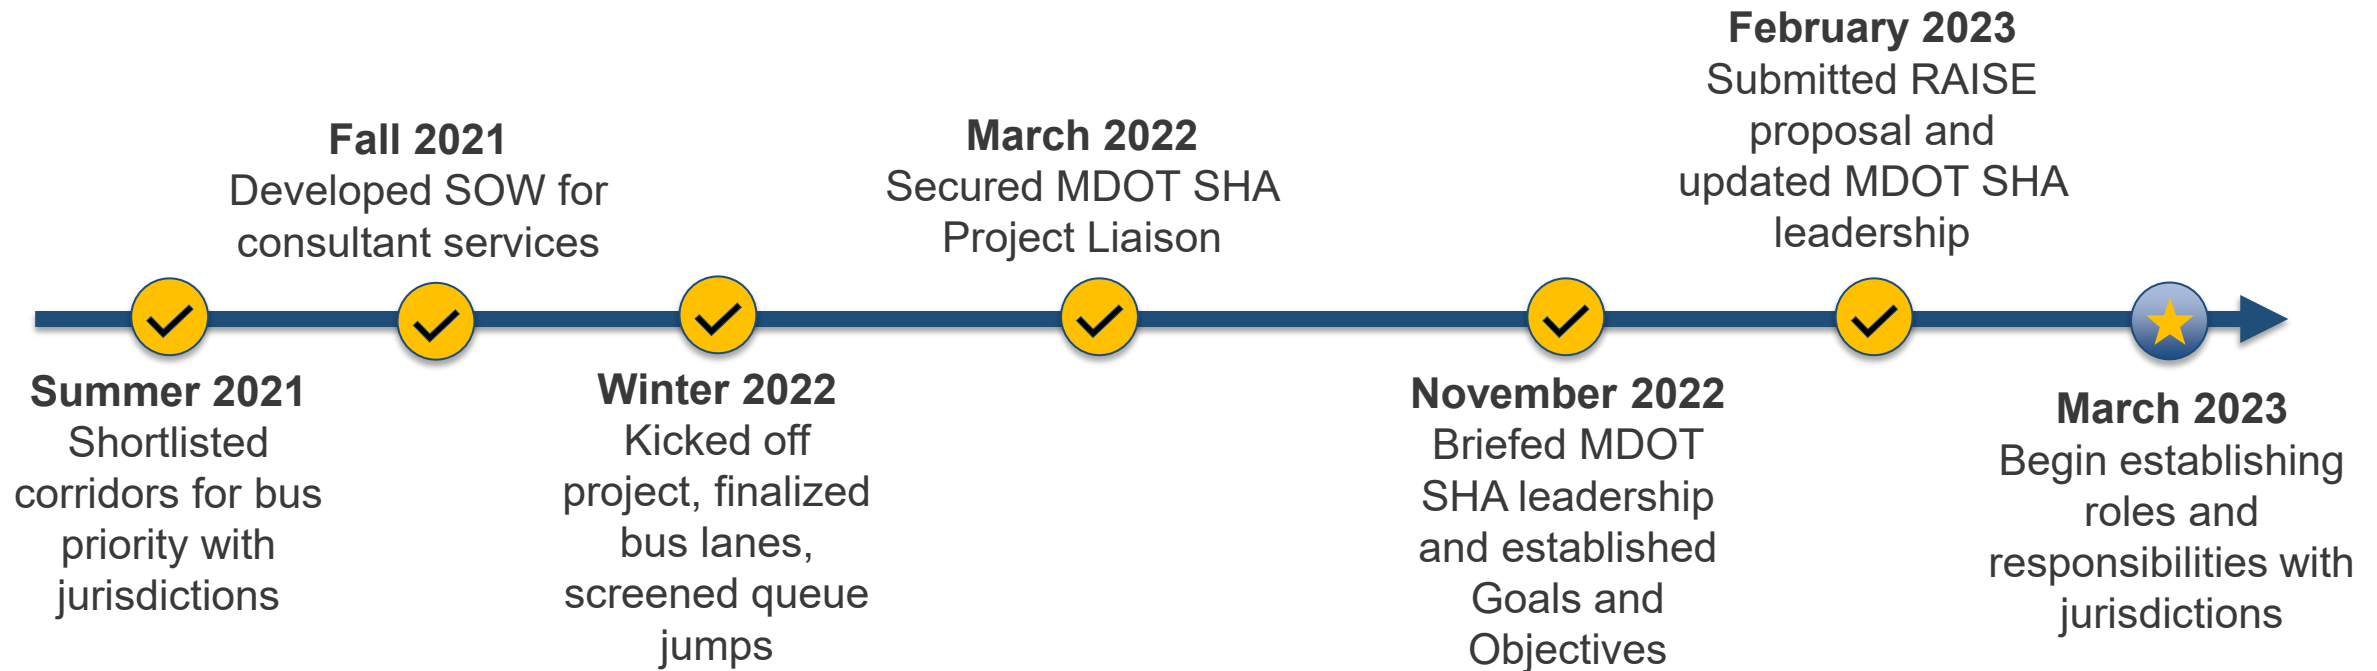 Summer 2021
Shortlisted
corridors for bus
priority with
jurisdictions
Fall 2021
Developed SOW for
consultant services
Winter 2022
Kicked off
project, finalized
bus lanes,
screened queue
jumps
March 2022
Secured MDOT SHA
Project Liaison
November 2022
Briefed MDOT
SHA leadership
and established
Goals and
Objectives
February 2023
Submitted RAISE
proposal and
updated MDOT SHA
leadership
March 2023
Begin establishing
roles and
responsibilities with
jurisdictions